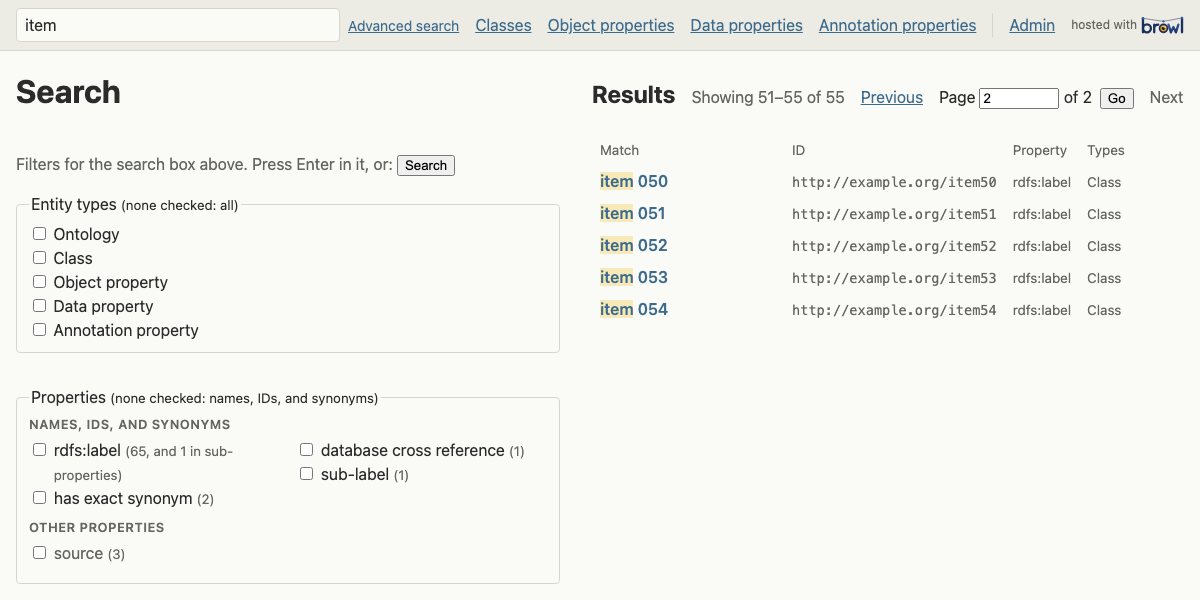 item Advanced search Classes Object properties Data properties Annotation properties Admin hosted with browl
Search
Results Showing 51–55 of 55 Previous Page 2 of 2 Go Next
Filters for the search box above. Press Enter in it, or: Search
Entity types (none checked: all)
Ontology
Class
Object property
Data property
Annotation property
Properties (none checked: names, IDs, and synonyms)
NAMES, IDS, AND SYNONYMS
rdfs:label (65, and 1 in sub-
properties)
has exact synonym (2)
database cross reference (1)
sub-label (1)
OTHER PROPERTIES
source (3)
Match ID Property Types
item 050 http://example.org/item50 rdfs:label Class
item 051 http://example.org/item51 rdfs:label Class
item 052 http://example.org/item52 rdfs:label Class
item 053 http://example.org/item53 rdfs:label Class
item 054 http://example.org/item54 rdfs:label Class